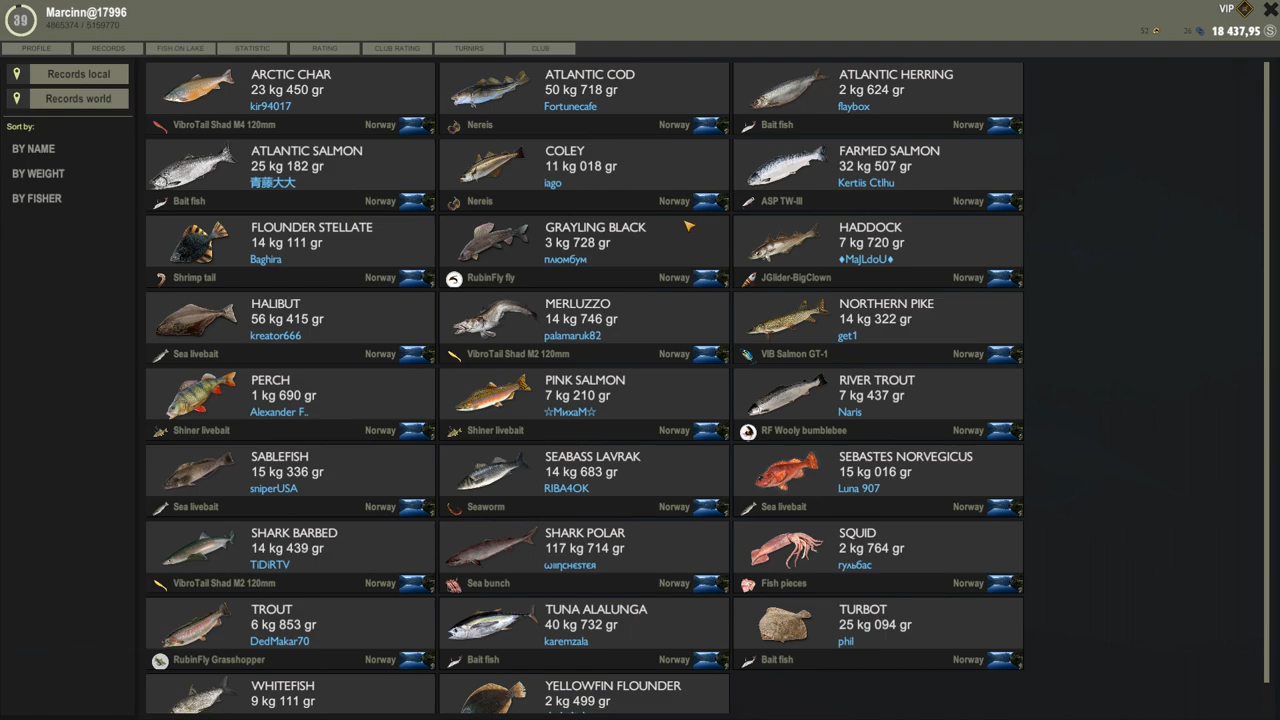 39
Marcinn@17996
4865374 / 5159770
VIP
52
26
18 437,95 S
PROFILE
RECORDS
FISH ON LAKE
STATISTIC
RATING
CLUB RATING
TURNIRS
CLUB
Records local
Records world
Sort by:
BY NAME
BY WEIGHT
BY FISHER
ARCTIC CHAR
23 kg 450 gr
kir94017
VibroTail Shad M4 120mm
Norway
ATLANTIC COD
50 kg 718 gr
Fortunecafe
Nereis
Norway
ATLANTIC HERRING
2 kg 624 gr
flaybox
Bait fish
Norway
ATLANTIC SALMON
25 kg 182 gr
青藤大大
Bait fish
Norway
COLEY
11 kg 018 gr
iago
Nereis
Norway
FARMED SALMON
32 kg 507 gr
Kertiis Ctlhu
ASP TW-III
Norway
FLOUNDER STELLATE
14 kg 111 gr
Baghira
Shrimp tail
Norway
GRAYLING BLACK
3 kg 728 gr
плюмбум
RubinFly fly
Norway
HADDOCK
7 kg 720 gr
♦MaJLdoU♦
JGlider-BigClown
Norway
HALIBUT
56 kg 415 gr
kreator666
Sea livebait
Norway
MERLUZZO
14 kg 746 gr
palamaruk82
VibroTail Shad M2 120mm
Norway
NORTHERN PIKE
14 kg 322 gr
get1
VIB Salmon GT-1
Norway
PERCH
1 kg 690 gr
Alexander F..
Shiner livebait
Norway
PINK SALMON
7 kg 210 gr
☆МихаМ☆
Shiner livebait
Norway
RIVER TROUT
7 kg 437 gr
Naris
RF Wooly bumblebee
Norway
SABLEFISH
15 kg 336 gr
sniperUSA
Sea livebait
Norway
SEABASS LAVRAK
14 kg 683 gr
RIBA4OK
Seaworm
Norway
SEBASTES NORVEGICUS
15 kg 016 gr
Luna 907
Sea livebait
Norway
SHARK BARBED
14 kg 439 gr
TiDiRTV
VibroTail Shad M2 120mm
Norway
SHARK POLAR
117 kg 714 gr
Sea bunch
Norway
SQUID
2 kg 764 gr
гульбас
Fish pieces
Norway
TROUT
6 kg 853 gr
DedMakar70
RubinFly Grasshopper
Norway
TUNA ALALUNGA
40 kg 732 gr
karemzala
Bait fish
Norway
TURBOT
25 kg 094 gr
phil
Bait fish
Norway
WHITEFISH
9 kg 111 gr
YELLOWFIN FLOUNDER
2 kg 499 gr